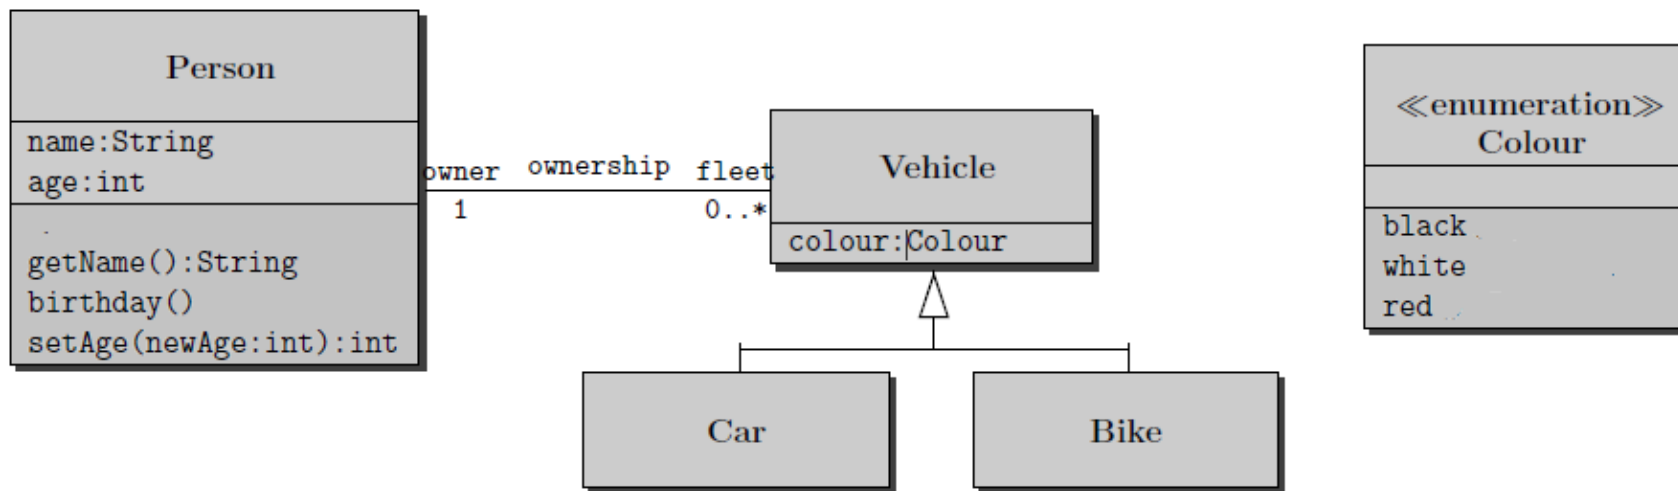 Person
name:String
age:int
getName():String
birthday()
setAge(newAge:int):int
owner
ownership
fleet
1
0..*
Vehicle
colour:Colour
Car
Bike
≪enumeration≫
Colour
black
white
red